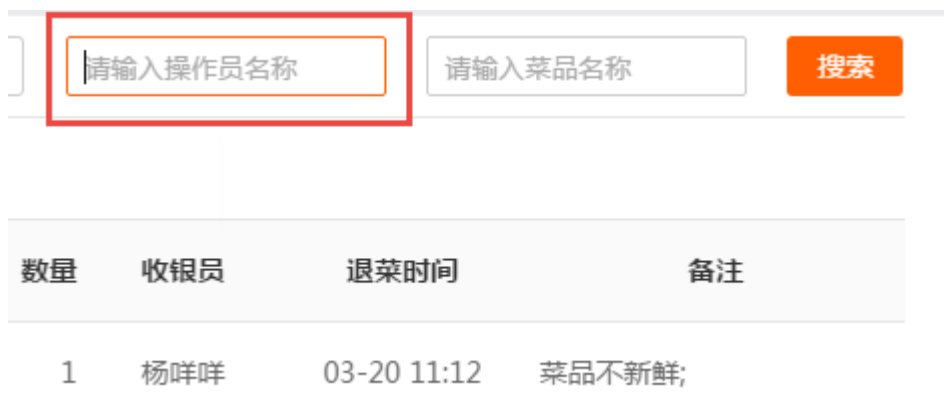 请输入操作员名称 请输入菜品名称 搜索
数量 收银员 退菜时间 备注
1 杨咩咩 03-20 11:12 菜品不新鲜;